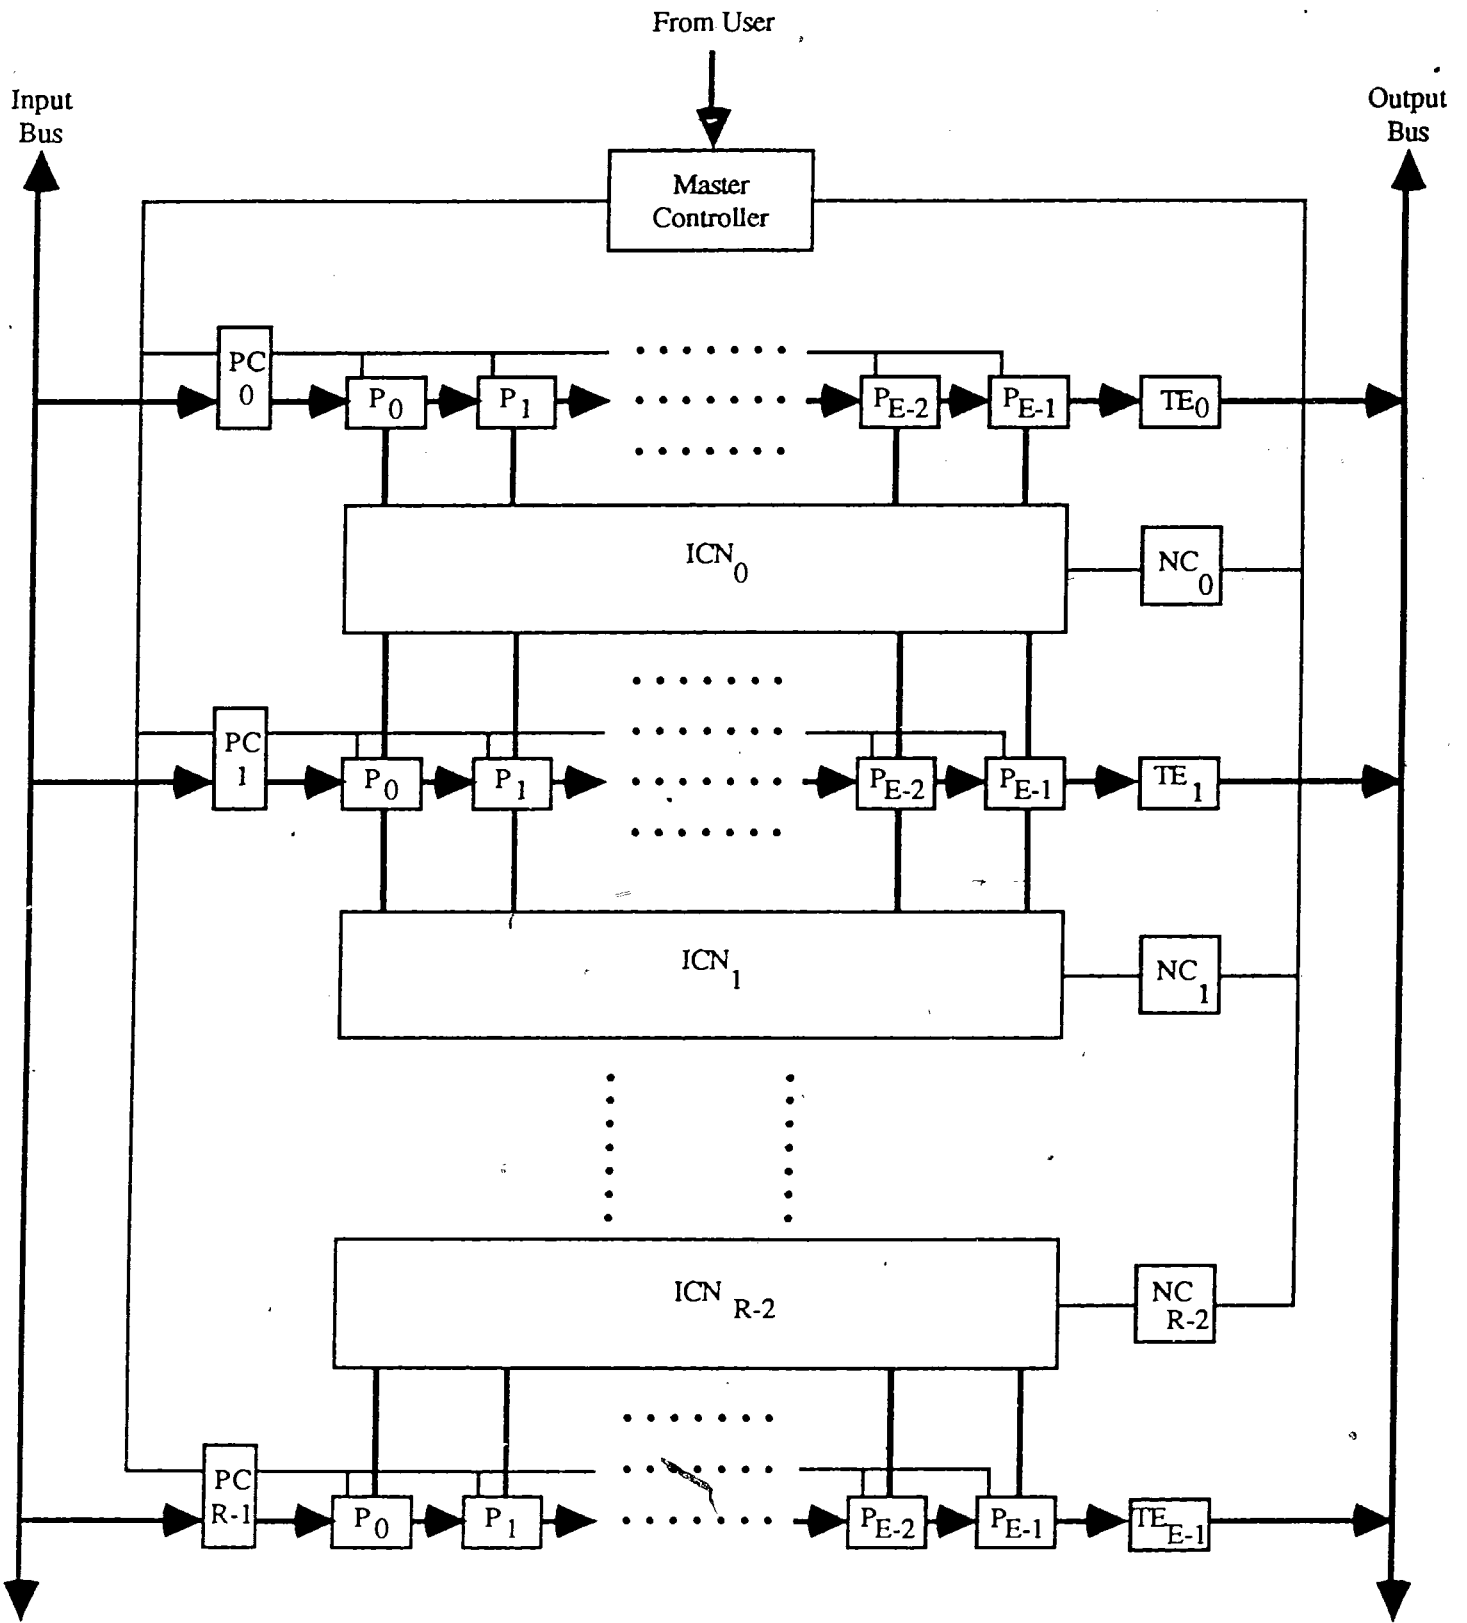 From User
Input
Bus
Output
Bus
Master
Controller
PC
0
P0
P1
PE-2
PE-1
TE0
ICN0
NC0
PC
1
P0
P1
PE-2
PE-1
TE1
ICN1
NC1
ICN R-2
NC
R-2
PC
R-1
P0
P1
PE-2
PE-1
TE E-1